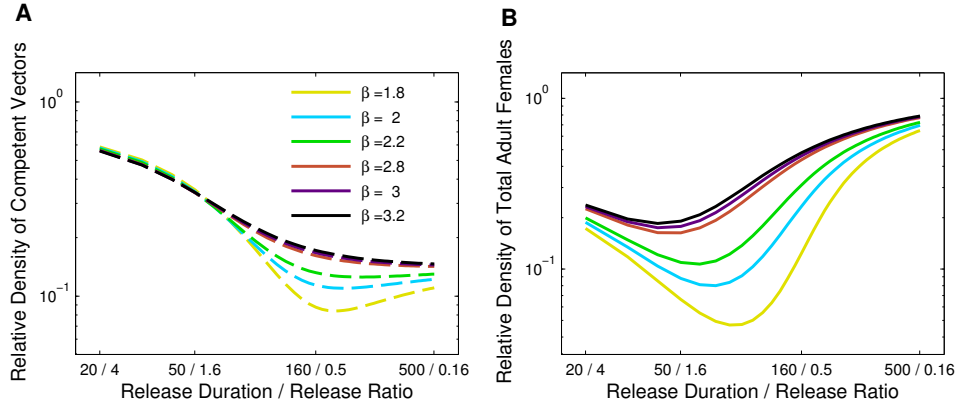 A
Relative Density of Competent Vectors
10^0
10^-1
β =1.8
β = 2
β =2.2
β =2.8
β = 3
β =3.2
20 / 4
50 / 1.6
160 / 0.5
500 / 0.16
Release Duration / Release Ratio
B
Relative Density of Total Adult Females
10^0
10^-1
20 / 4
50 / 1.6
160 / 0.5
500 / 0.16
Release Duration / Release Ratio